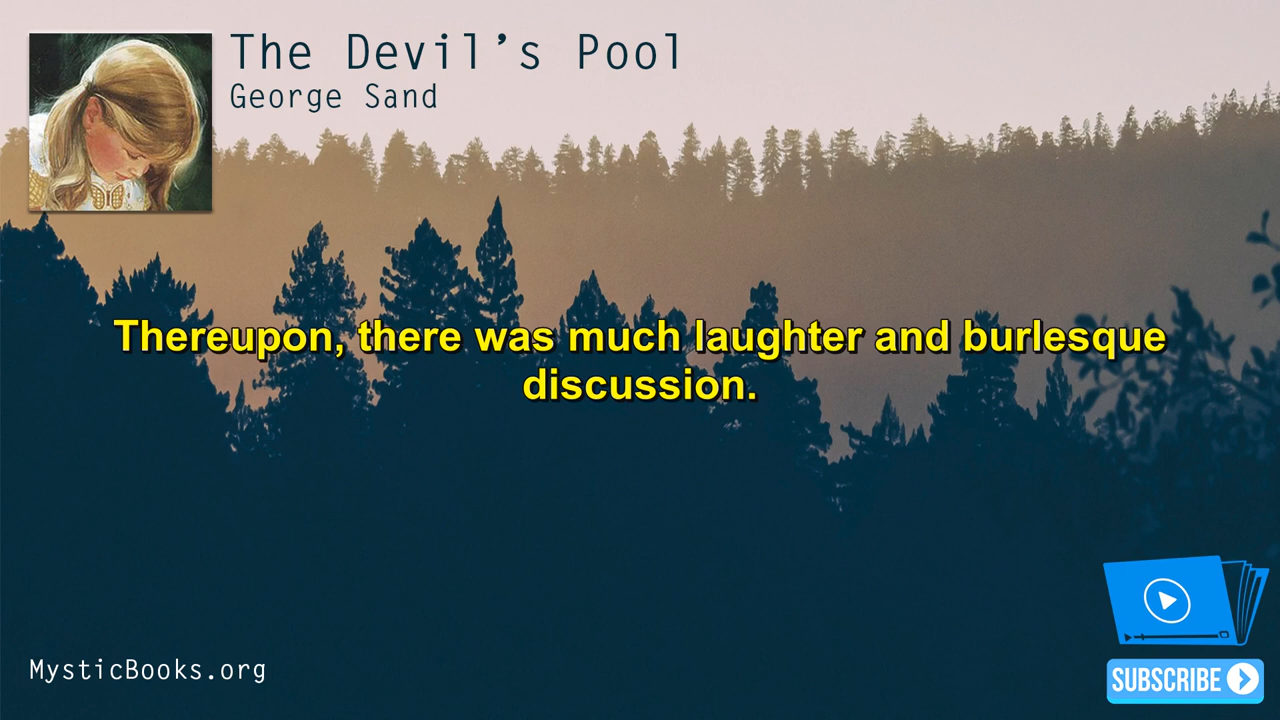 The Devil's Pool
George Sand
Thereupon, there was much laughter and burlesque
discussion.
MysticBooks.org
SUBSCRIBE